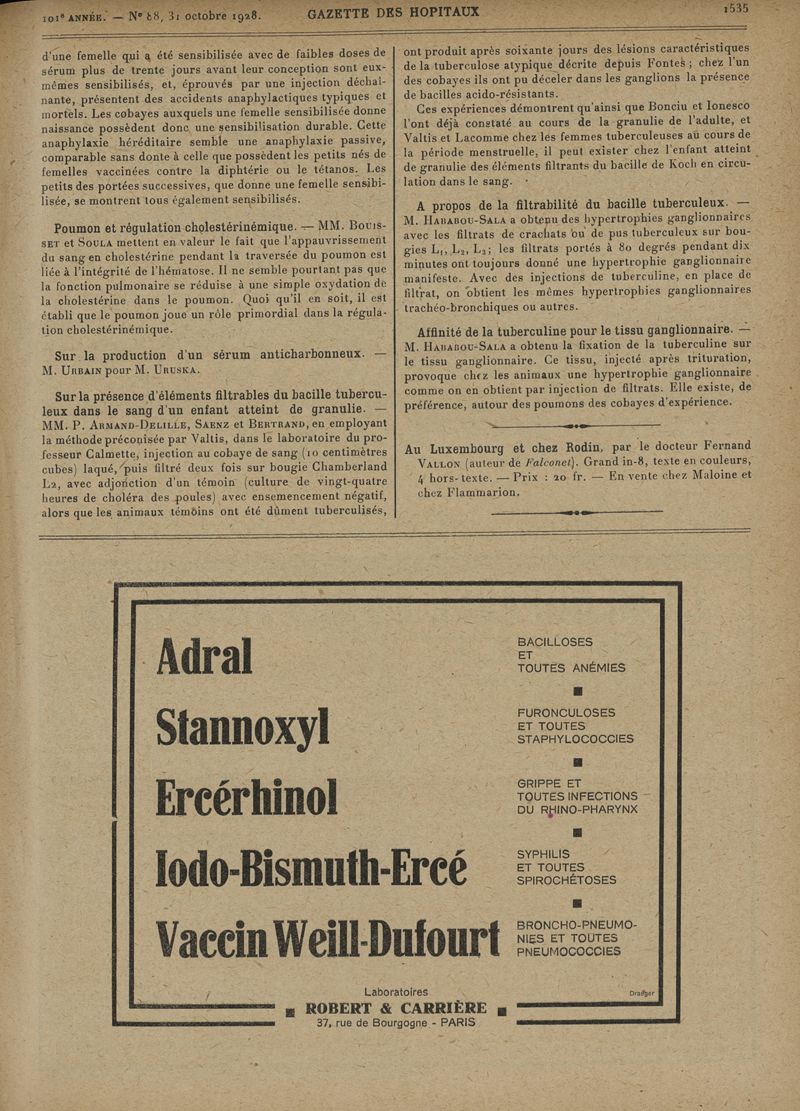 101e ANNÉE. — N° 88, 31 octobre 1928.
GAZETTE DES HOPITAUX
1535
d'une femelle qui a été sensibilisée avec de faibles doses de
sérum plus de trente jours avant leur conception sont eux-
mêmes sensibilisés, et, éprouvés par une injection déchaî-
nante, présentent des accidents anaphylactiques typiques et
mortels. Les cobayes auxquels une femelle sensibilisée donne
naissance possèdent donc une sensibilisation durable. Cette
anaphylaxie héréditaire semble une anaphylaxie passive,
comparable sans donte à celle que possèdent les petits nés de
femelles vaccinées contre la diphtérie ou le tétanos. Les
petits des portées successives, que donne une femelle sensibi-
lisée, se montrent tous également sensibilisés.
Poumon et régulation cholestérinémique. — MM. Bouis-
set et Soula mettent en valeur le fait que l'appauvrissement
du sang en cholestérine pendant la traversée du poumon est
liée à l'intégrité de l'hématose. Il ne semble pourtant pas que
la fonction pulmonaire se réduise à une simple oxydation de
la cholestérine dans le poumon. Quoi qu'il en soit, il est
établi que le poumon joue un rôle primordial dans la régula-
tion cholestérinémique.
Sur la production d'un sérum anticharbonneux. —
M. Urbain pour M. Uruska.
Sur la présence d'éléments filtrables du bacille tubercu-
leux dans le sang d'un enfant atteint de granulie. —
MM. P. Armand-Delille, Saenz et Bertrand, en employant
la méthode préconisée par Valtis, dans le laboratoire du pro-
fesseur Calmette, injection au cobaye de sang (10 centimètres
cubes) laqué, puis filtré deux fois sur bougie Chamberland
L2, avec adjonction d'un témoin (culture de vingt-quatre
heures de choléra des poules) avec ensemencement négatif,
alors que les animaux témoins ont été dûment tuberculisés,
ont produit après soixante jours des lésions caractéristiques
de la tuberculose atypique décrite depuis Fontes ; chez l'un
des cobayes ils ont pu déceler dans les ganglions la présence
de bacilles acido-résistants.
Ces expériences démontrent qu'ainsi que Bonciu et Ionesco
l'ont déjà constaté au cours de la granulie de l'adulte, et
Valtis et Lacomme chez les femmes tuberculeuses au cours de
la période menstruelle, il peut exister chez l'enfant atteint
de granulie des éléments filtrants du bacille de Koch en circu-
lation dans le sang.
A propos de la filtrabilité du bacille tuberculeux. —
M. Hababou-Sala a obtenu des hypertrophies ganglionnaires
avec les filtrats de crachats ou de pus tuberculeux sur bou-
gies L1, L2, L3; les filtrats portés à 80 degrés pendant dix
minutes ont toujours donné une hypertrophie ganglionnaire
manifeste. Avec des injections de tuberculine, en place de
filtrat, on obtient les mêmes hypertrophies ganglionnaires
trachéo-bronchiques ou autres.
Affinité de la tuberculine pour le tissu ganglionnaire. —
M. Hababou-Sala a obtenu la fixation de la tuberculine sur
le tissu ganglionnaire. Ce tissu, injecté après trituration,
provoque chez les animaux une hypertrophie ganglionnaire
comme on en obtient par injection de filtrats. Elle existe, de
préférence, autour des poumons des cobayes d'expérience.
Au Luxembourg et chez Rodin, par le docteur Fernand
Vallon (auteur de Falconet). Grand in-8, texte en couleurs,
4 hors-texte. — Prix : 20 fr. — En vente chez Maloine et
chez Flammarion.
Adral
BACILLOSES
ET
TOUTES ANÉMIES
Stannoxyl
FURONCULOSES
ET TOUTES
STAPHYLOCOCCIES
Ercérhinol
GRIPPE ET
TOUTES INFECTIONS
DU RHINO-PHARYNX
Iodo-Bismuth-Ercé
SYPHILIS
ET TOUTES
SPIROCHÉTOSES
Vaccin Weill-Dufourt
BRONCHO-PNEUMO-
NIES ET TOUTES
PNEUMOCOCCIES
Laboratoires
Draeger
ROBERT & CARRIÈRE
37, rue de Bourgogne - PARIS